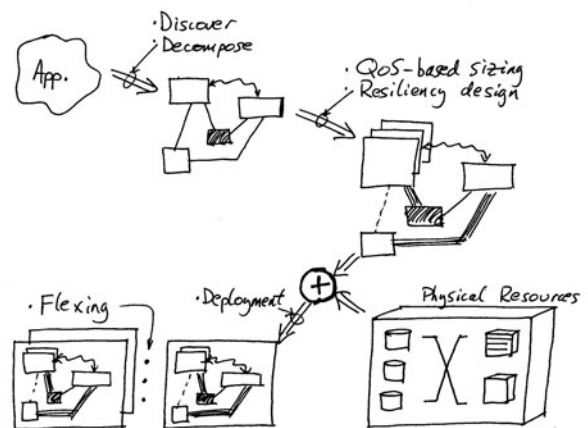 · Discover
· Decompose
App.
· QoS-based sizing
· Resiliency design
· Flexing
· Deployment
Physical Resources